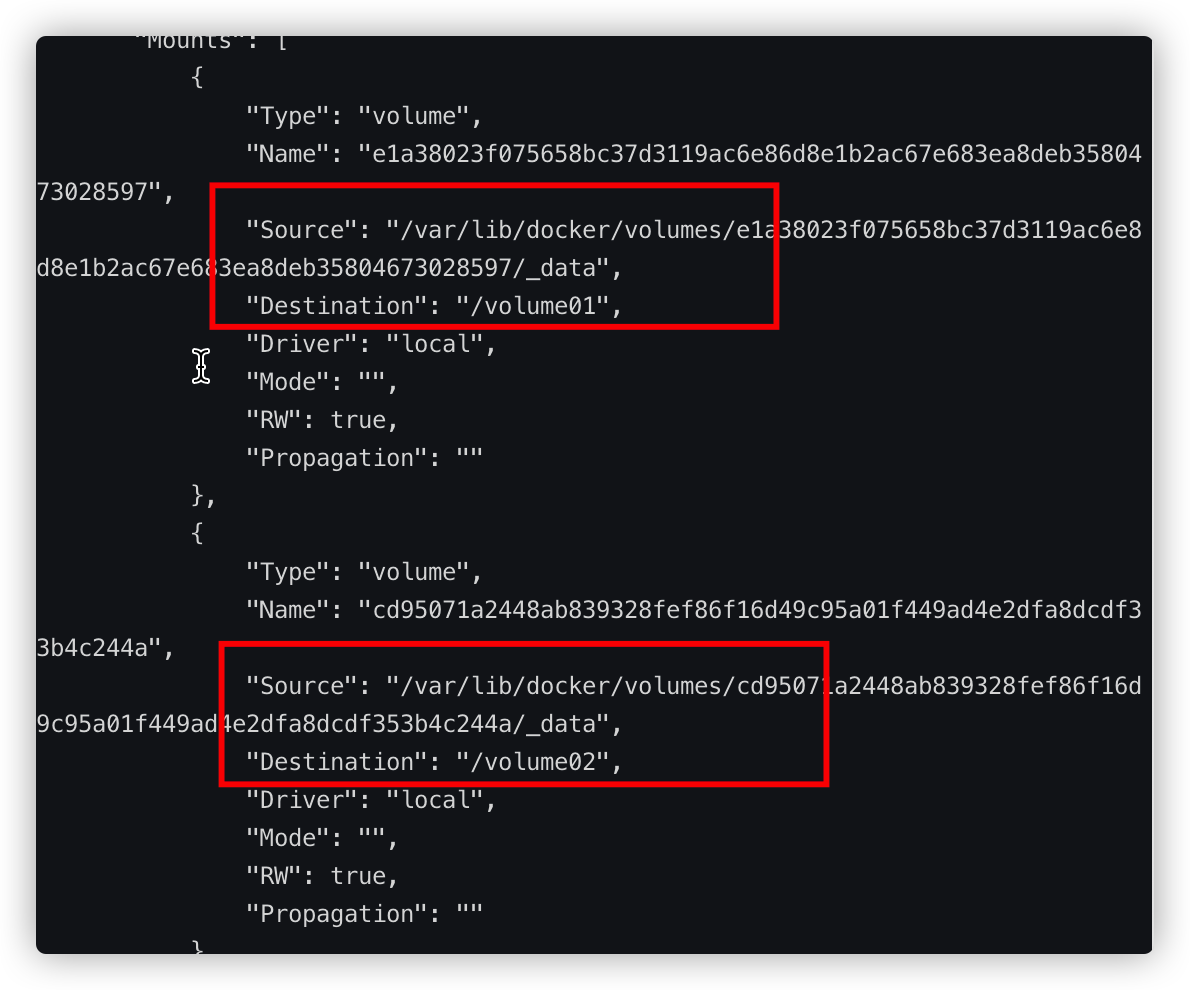 "Mounts": [
{
"Type": "volume",
"Name": "e1a38023f075658bc37d3119ac6e86d8e1b2ac67e683ea8deb35804
73028597",
"Source": "/var/lib/docker/volumes/e1a38023f075658bc37d3119ac6e8
d8e1b2ac67e683ea8deb35804673028597/_data",
"Destination": "/volume01",
"Driver": "local",
"Mode": "",
"RW": true,
"Propagation": ""
},
{
"Type": "volume",
"Name": "cd95071a2448ab839328fef86f16d49c95a01f449ad4e2dfa8dcdf3
3b4c244a",
"Source": "/var/lib/docker/volumes/cd95071a2448ab839328fef86f16d
9c95a01f449ad4e2dfa8dcdf353b4c244a/_data",
"Destination": "/volume02",
"Driver": "local",
"Mode": "",
"RW": true,
"Propagation": ""
}